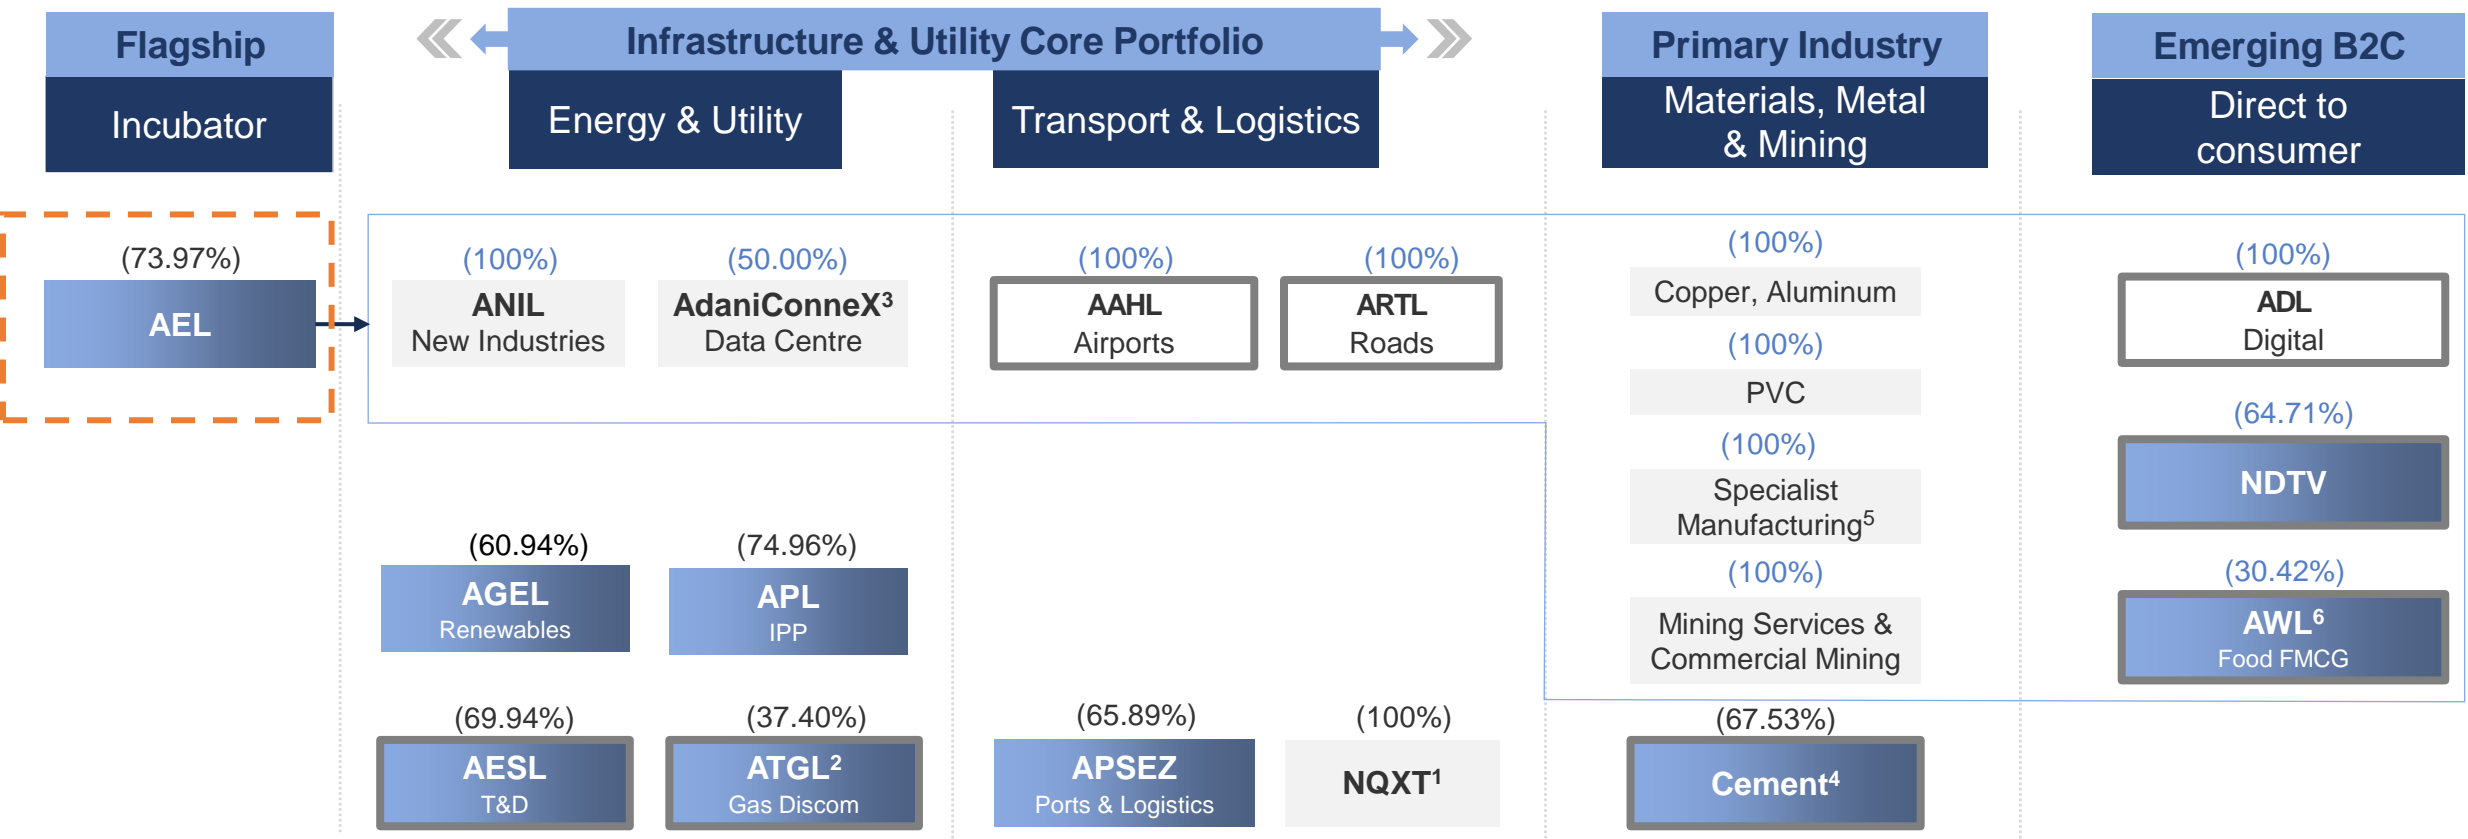 Flagship
Incubator
Infrastructure & Utility Core Portfolio
Energy & Utility
Transport & Logistics
Primary Industry
Materials, Metal
& Mining
Emerging B2C
Direct to
consumer
(73.97%)
AEL
(100%)
ANIL
New Industries
(50.00%)
AdaniConneX³
Data Centre
(100%)
AAHL
Airports
(100%)
ARTL
Roads
(100%)
Copper, Aluminum
(100%)
PVC
(100%)
Specialist
Manufacturing⁵
(100%)
Mining Services &
Commercial Mining
(100%)
ADL
Digital
(64.71%)
NDTV
(30.42%)
AWL⁶
Food FMCG
(60.94%)
AGEL
Renewables
(74.96%)
APL
IPP
(69.94%)
AESL
T&D
(37.40%)
ATGL²
Gas Discom
(65.89%)
APSEZ
Ports & Logistics
(100%)
NQXT¹
(67.53%)
Cement⁴